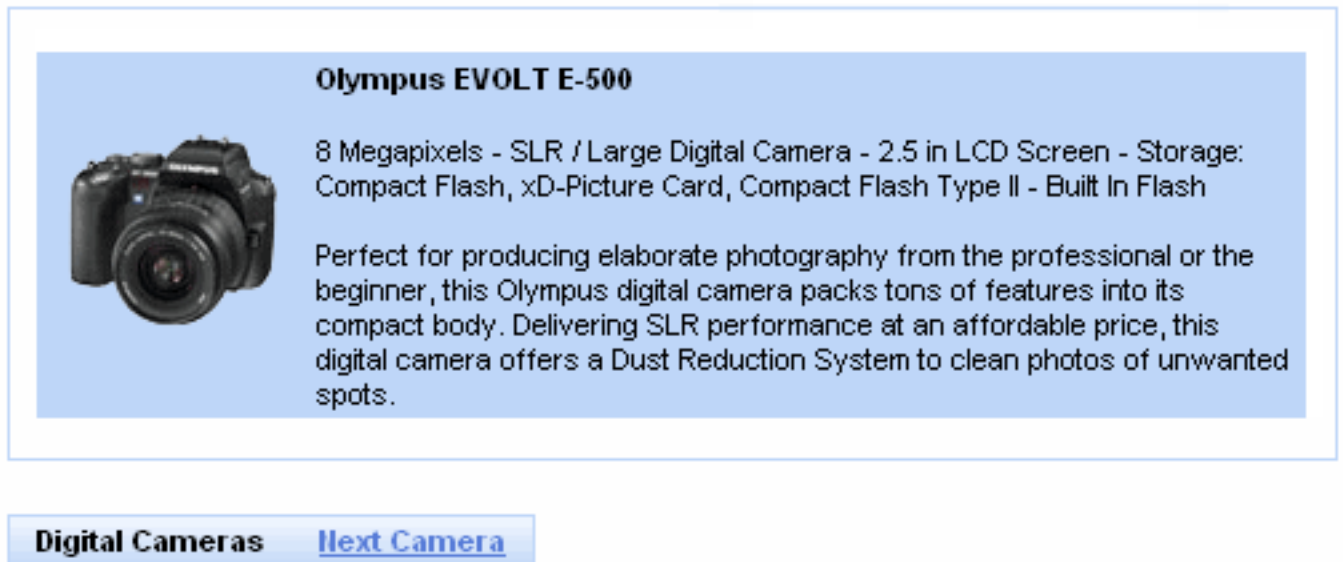 Olympus EVOLT E-500
8 Megapixels - SLR / Large Digital Camera - 2.5 in LCD Screen - Storage:
Compact Flash, xD-Picture Card, Compact Flash Type II - Built In Flash
OLYMPUS
Perfect for producing elaborate photography from the professional or the
beginner, this Olympus digital camera packs tons of features into its
compact body. Delivering SLR performance at an affordable price, this
digital camera offers a Dust Reduction System to clean photos of unwanted
spots.
Digital Cameras Next Camera